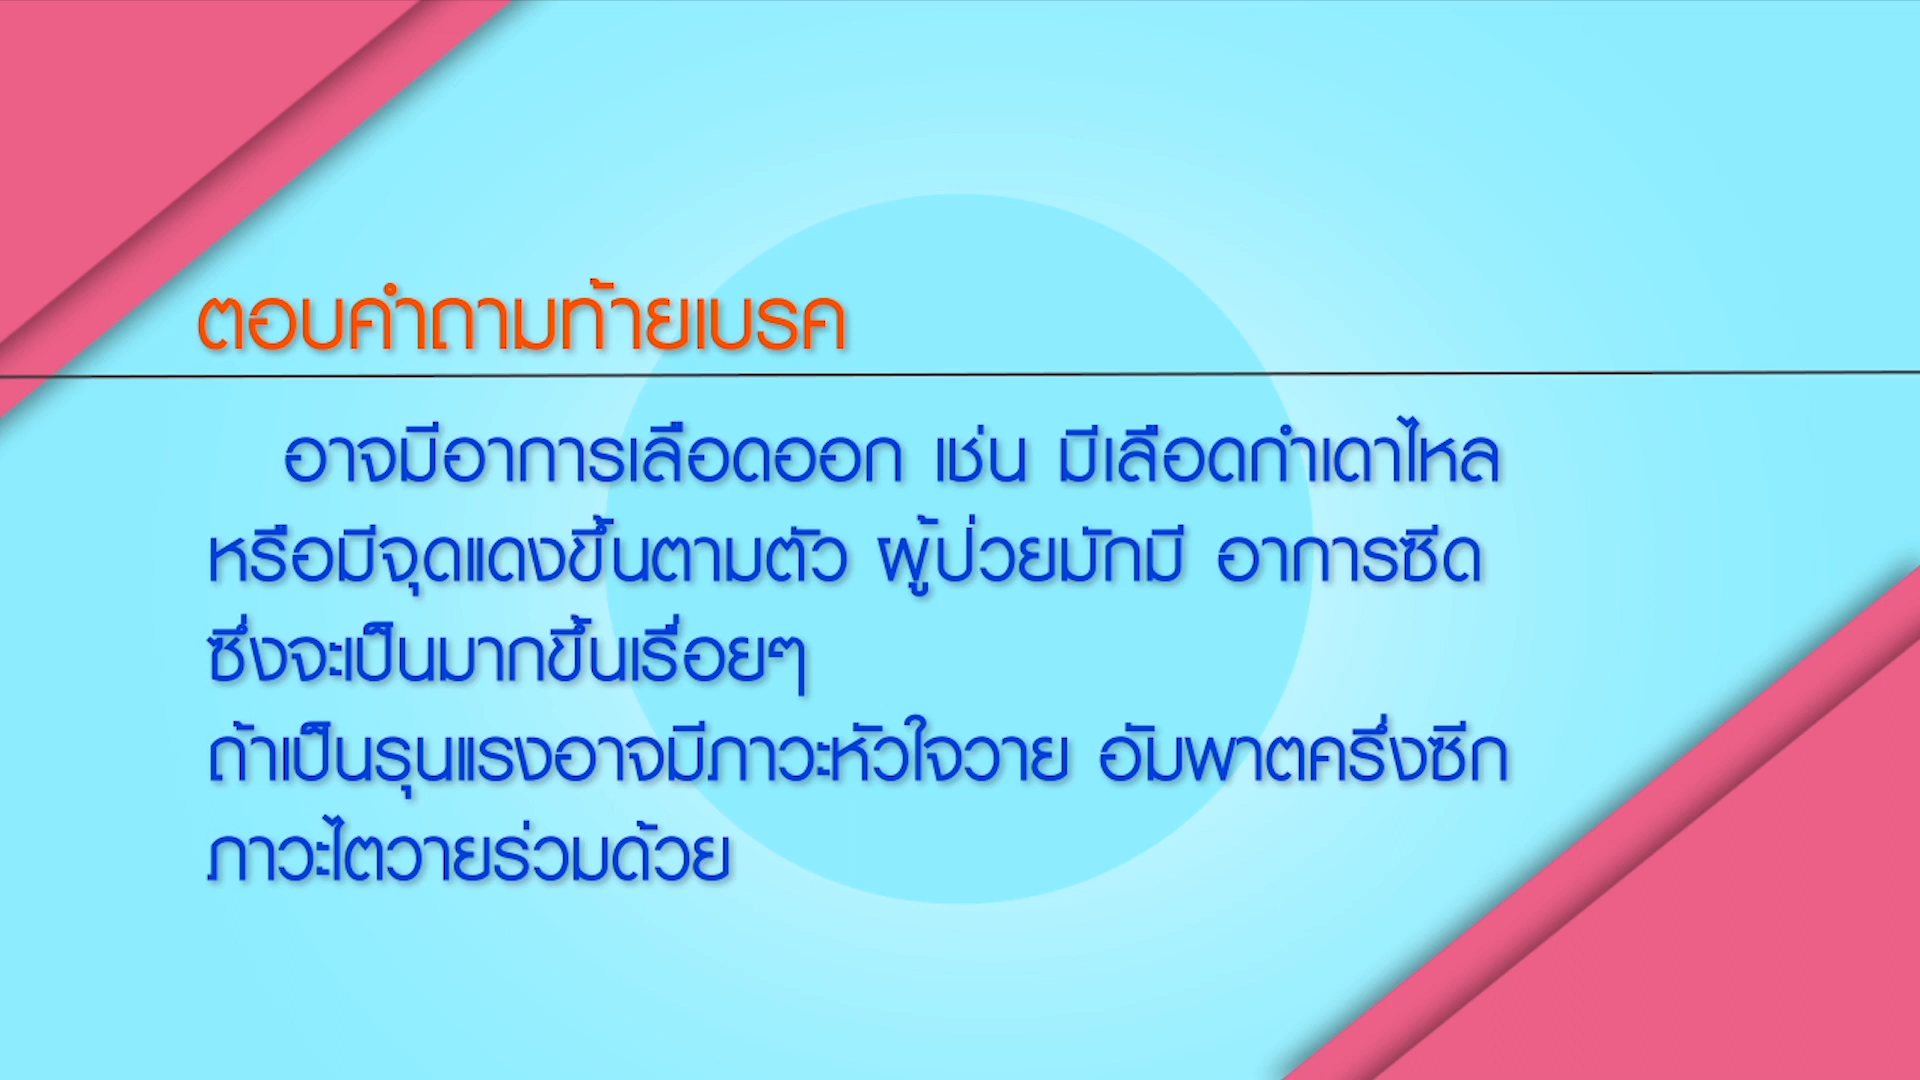 ตอบคำถามท้ายเบรค
อาจมีอาการเลือดออก เช่น มีเลือดกำเดาไหล
หรือมีจุดแดงขึ้นตามตัว ผู้ป่วยมักมี อาการซีด
ซึ่งจะเป็นมากขึ้นเรื่อยๆ
ถ้าเป็นรุนแรงอาจมีภาวะหัวใจวาย อัมพาตครึ่งซีก
ภาวะไตวายร่วมด้วย